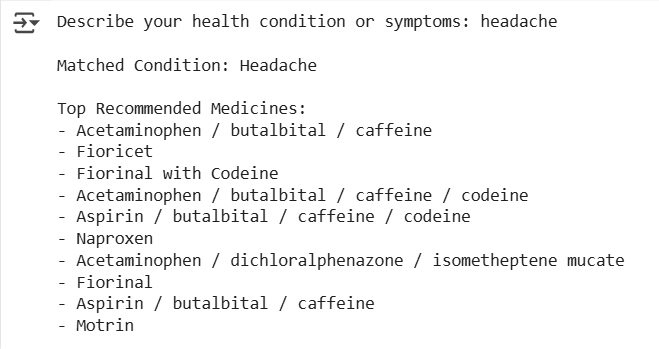 Describe your health condition or symptoms: headache
Matched Condition: Headache
Top Recommended Medicines:
- Acetaminophen / butalbital / caffeine
- Fioricet
- Fiorinal with Codeine
- Acetaminophen / butalbital / caffeine / codeine
- Aspirin / butalbital / caffeine / codeine
- Naproxen
- Acetaminophen / dichloralphenazone / isometheptene mucate
- Fiorinal
- Aspirin / butalbital / caffeine
- Motrin